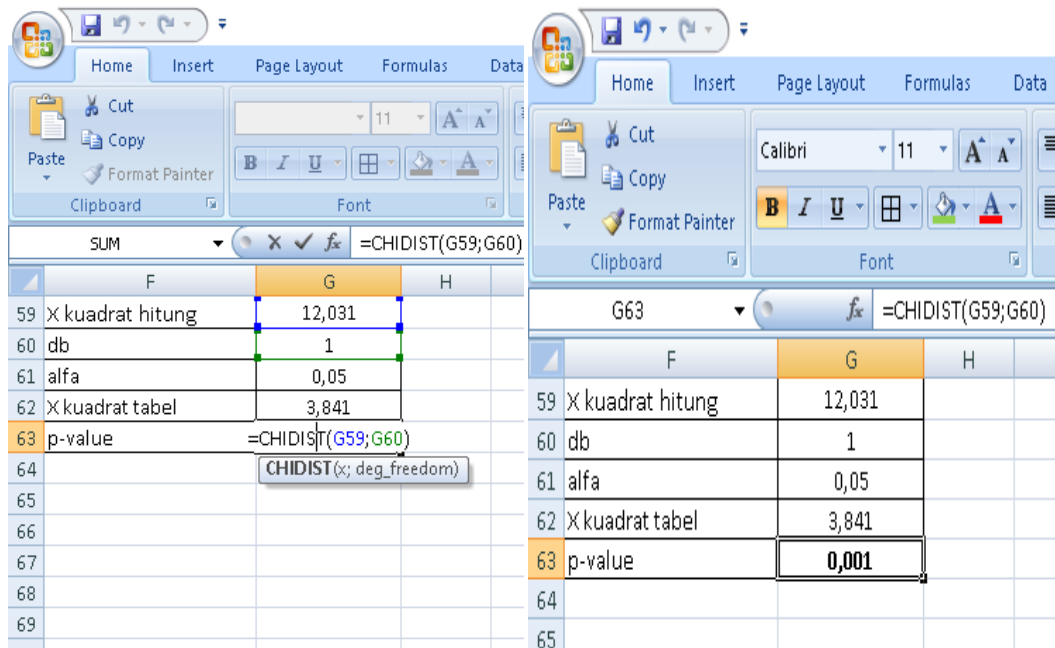 Home Insert Page Layout Formulas Data
Cut
Copy
Paste
Format Painter
11 A A
B I U A
Clipboard Font
SUM fx =CHIDIST(G59;G60)
F G H
59 X kuadrat hitung 12,031
60 db 1
61 alfa 0,05
62 X kuadrat tabel 3,841
63 p-value =CHIDIST(G59;G60)
64 CHIDIST(x; deg_freedom)
65
66
67
68
69
Home Insert Page Layout Formulas Data
Cut
Copy
Paste
Format Painter
Calibri 11 A A
B I U A
Clipboard Font
G63 fx =CHIDIST(G59;G60)
F G H
59 X kuadrat hitung 12,031
60 db 1
61 alfa 0,05
62 X kuadrat tabel 3,841
63 p-value 0,001
64
65